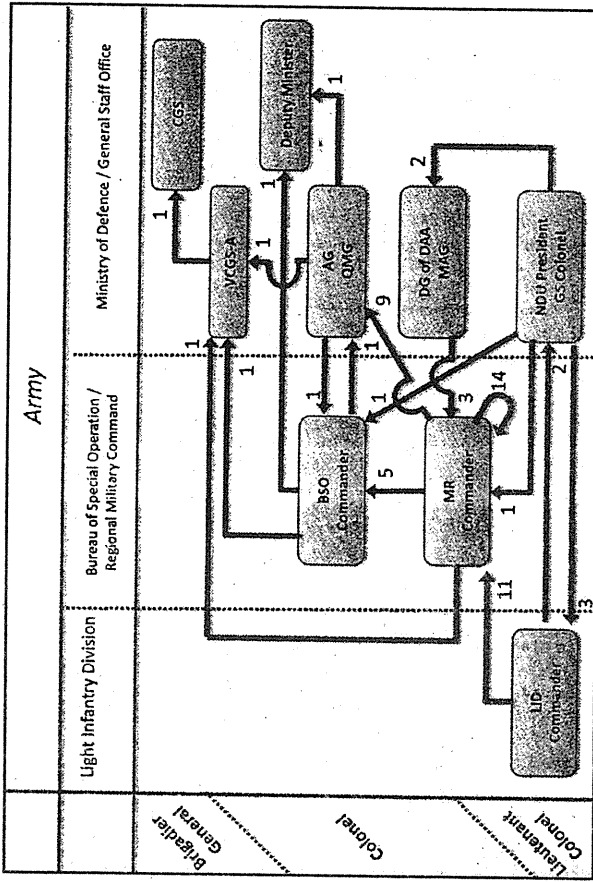 Army
Light Infantry Division
Bureau of Special Operation /
Regional Military Command
Ministry of Defence / General Staff Office
Brigadier
General
CGS
1
VCGS-A
1
1
1
Colonel
Deputy Minister
1
1
BSO
Commander
AG
QMG
1
1
9
1
5
MR
Commander
DG of DAA
MAG
3
14
2
11
1
Lieutenant
Colonel
LID
Commander
NDU President
GS Colonel
2
3